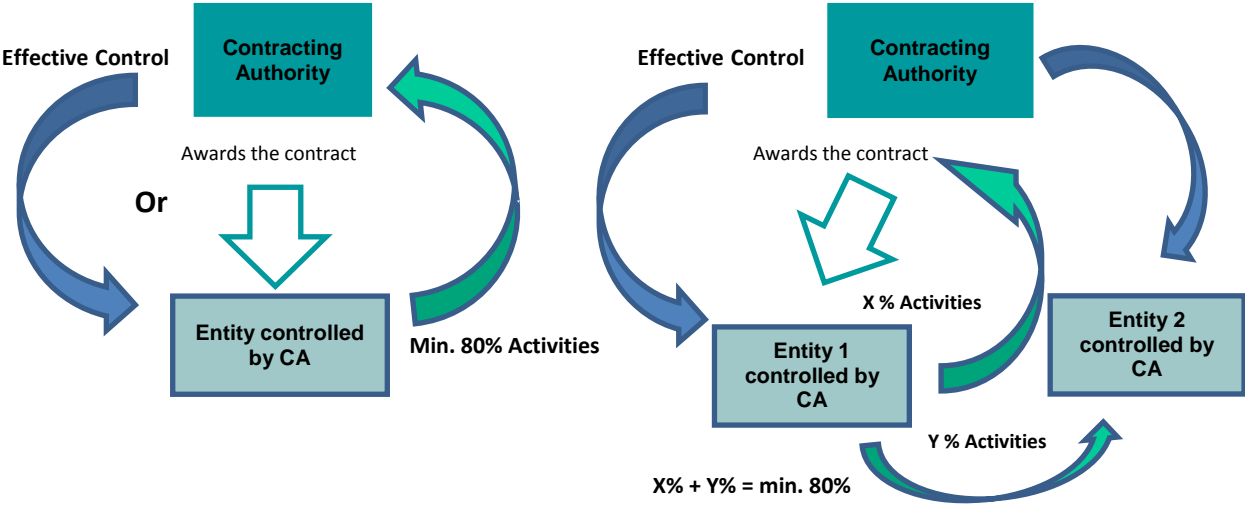 Effective Control
Contracting
Authority
Awards the contract
Or
Entity controlled
by CA
Min. 80% Activities
Effective Control
Contracting
Authority
Awards the contract
X % Activities
Entity 1
controlled by
CA
Entity 2
controlled by
CA
Y % Activities
X% + Y% = min. 80%